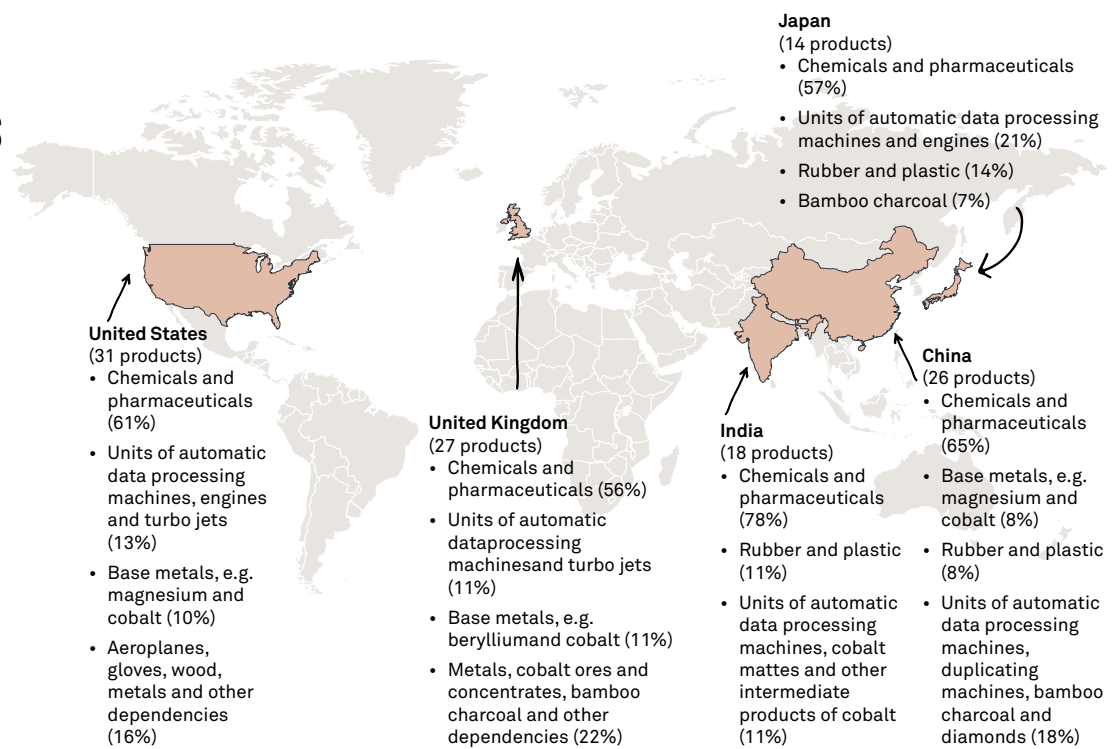 Japan
(14 products)
• Chemicals and pharmaceuticals
(57%)
• Units of automatic data processing
machines and engines (21%)
• Rubber and plastic (14%)
• Bamboo charcoal (7%)
United States
(31 products)
• Chemicals and
pharmaceuticals
(61%)
• Units of automatic
data processing
machines, engines
and turbo jets
(13%)
• Base metals, e.g.
magnesium and
cobalt (10%)
• Aeroplanes,
gloves, wood,
metals and other
dependencies
(16%)
United Kingdom
(27 products)
• Chemicals and
pharmaceuticals (56%)
• Units of automatic
dataprocessing
machinesand turbo jets
(11%)
• Base metals, e.g.
berylliumand cobalt (11%)
• Metals, cobalt ores and
concentrates, bamboo
charcoal and other
dependencies (22%)
India
(18 products)
• Chemicals and
pharmaceuticals
(78%)
• Rubber and plastic
(11%)
• Units of automatic
data processing
machines, cobalt
mattes and other
intermediate
products of cobalt
(11%)
China
(26 products)
• Chemicals and
pharmaceuticals
(65%)
• Base metals, e.g.
magnesium and
cobalt (8%)
• Rubber and plastic
(8%)
• Units of automatic
data processing
machines,
duplicating
machines, bamboo
charcoal and
diamonds (18%)